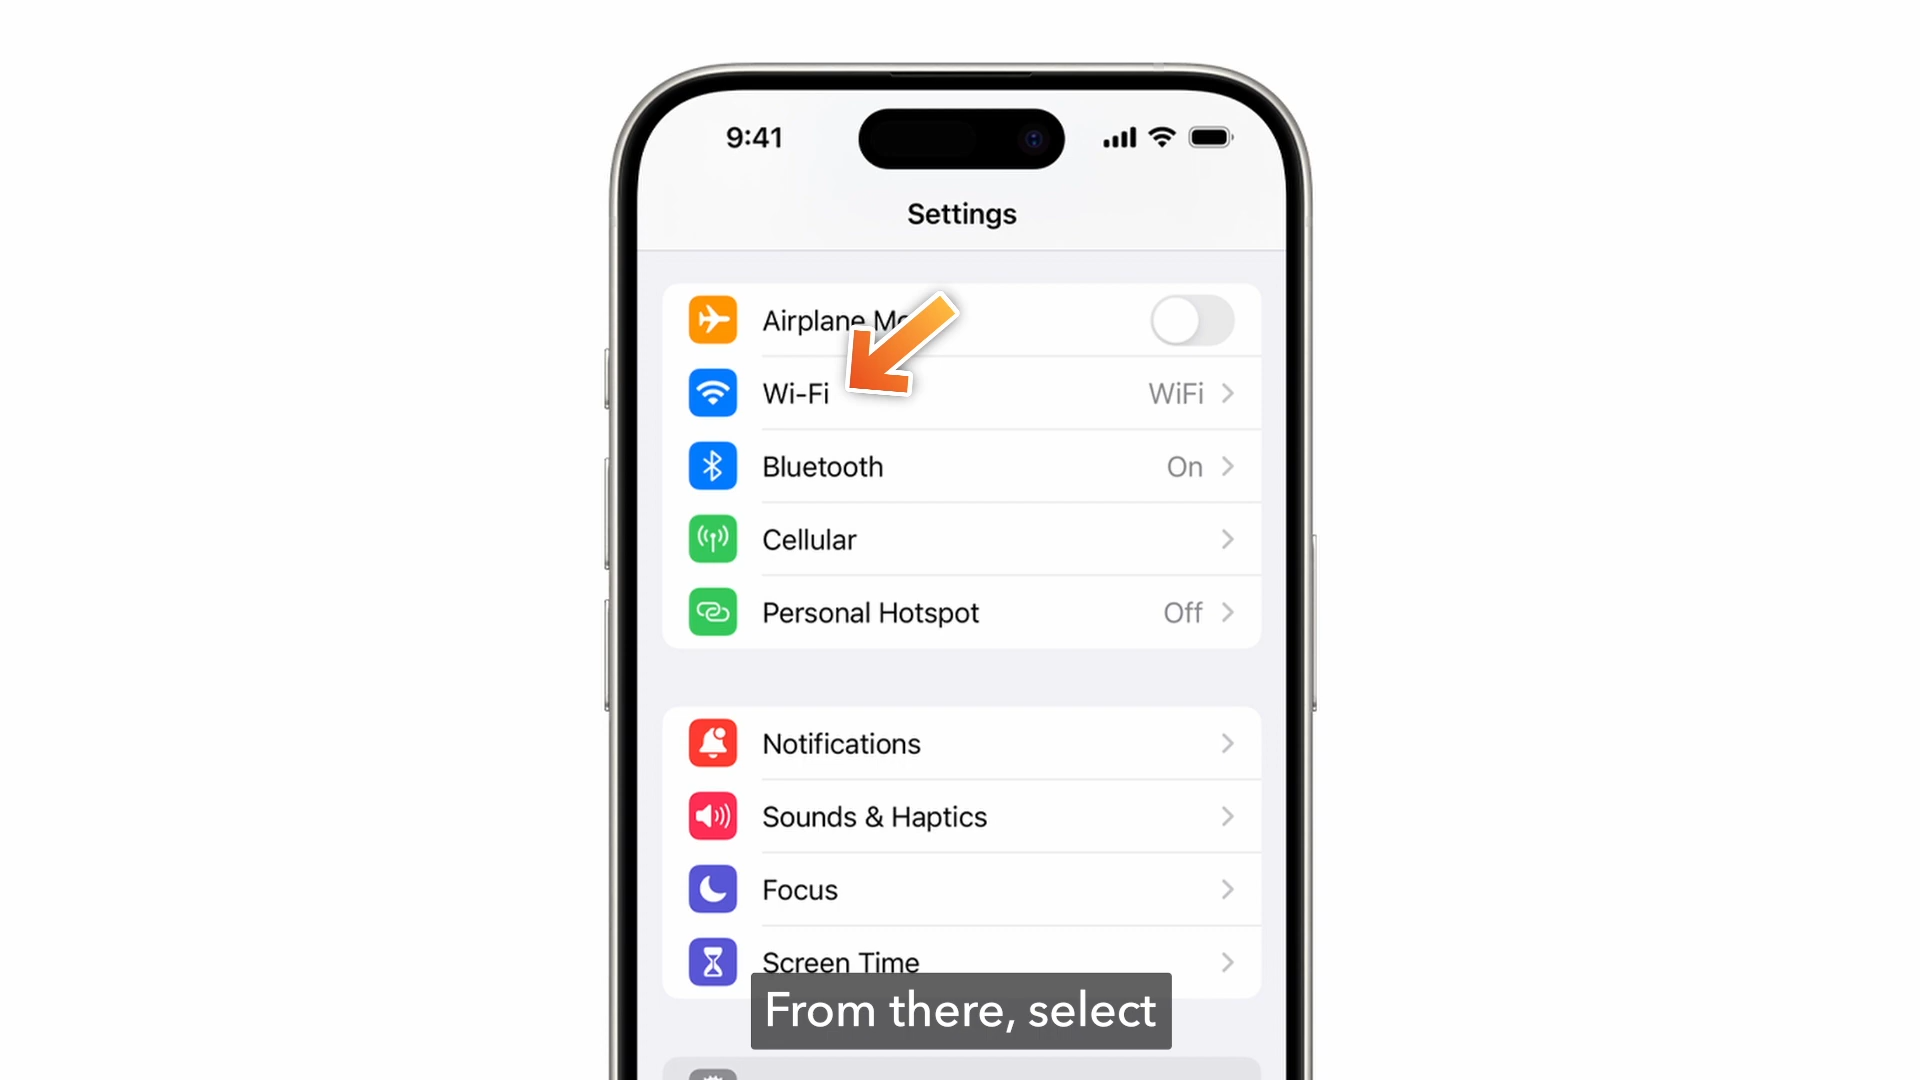 9:41
Settings
Airplane Mo
Wi-Fi
WiFi
Bluetooth
On
Cellular
Personal Hotspot
Off
Notifications
Sounds & Haptics
Focus
Screen Time
From there, select